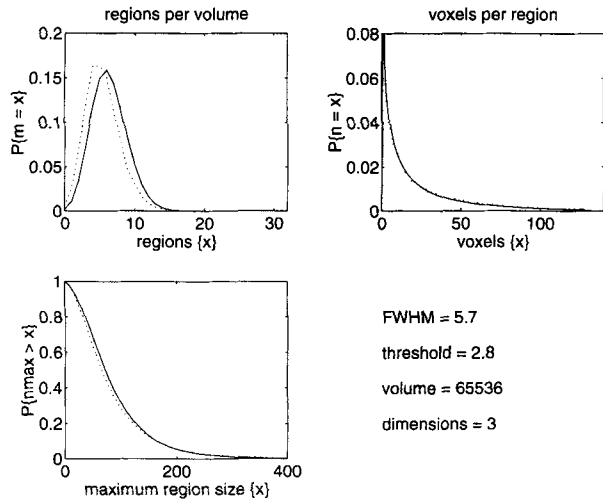 regions per volume
0.2
0.15
0.1
0.05
0
P{m = x}
0
10
20
30
regions {x}
voxels per region
0.08
0.06
0.04
0.02
0
P{n = x}
0
50
100
voxels {x}
1
0.8
0.6
0.4
0.2
0
P{nmax > x}
0
200
400
maximum region size {x}
FWHM = 5.7
threshold = 2.8
volume = 65536
dimensions = 3